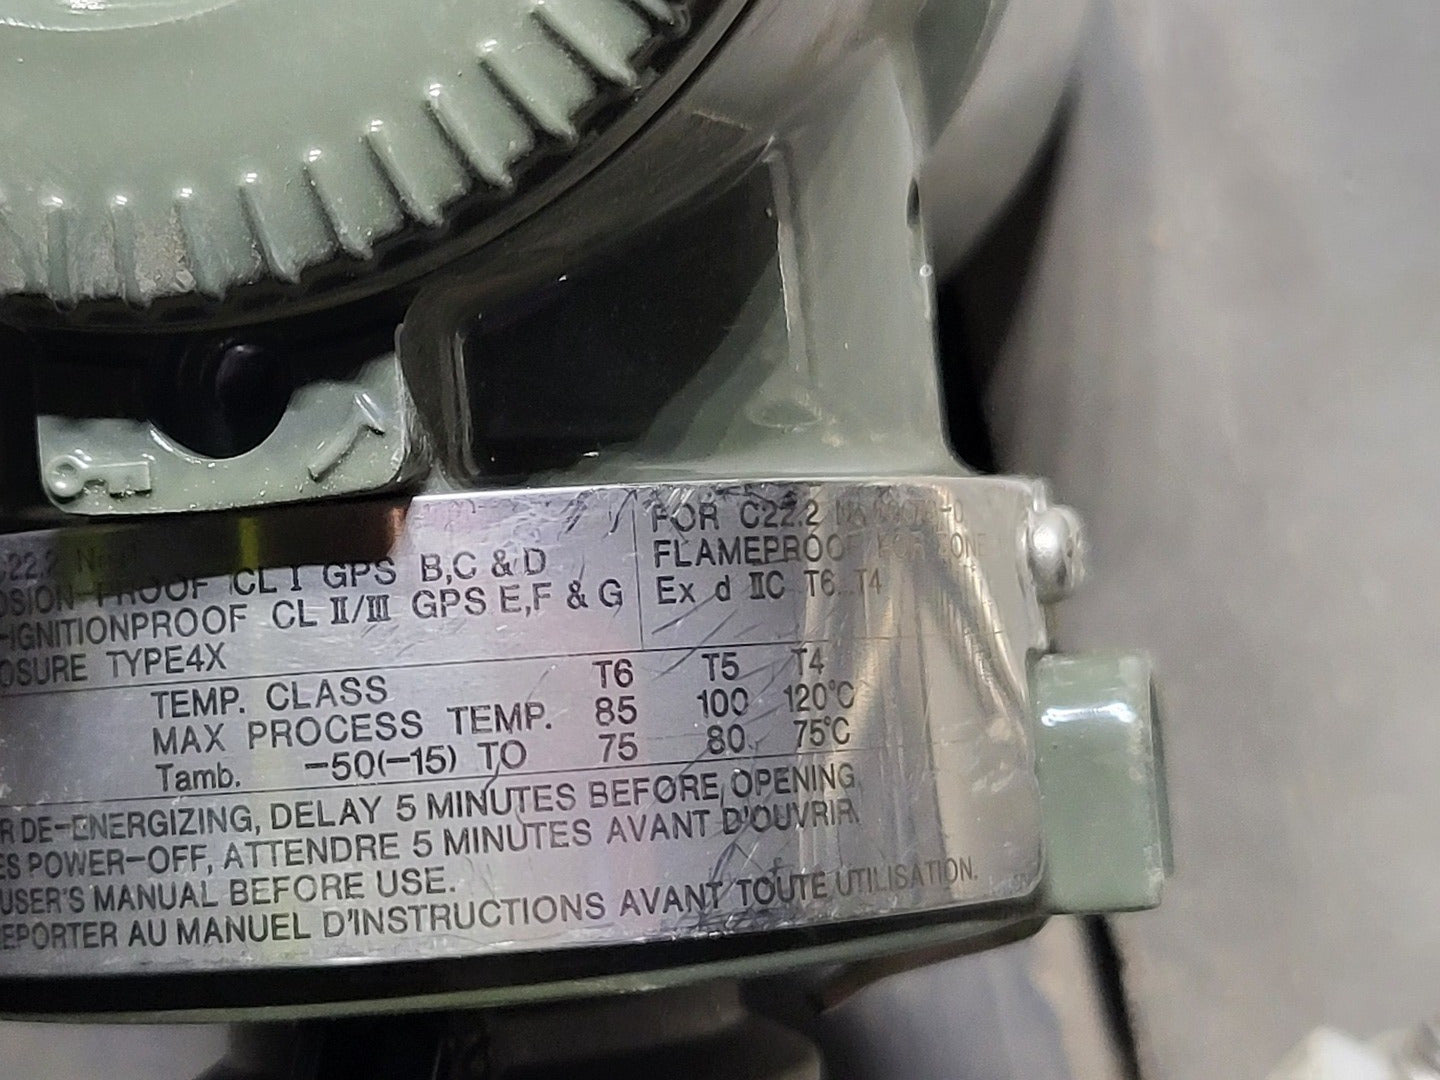 C22.2
OSION-PROOF CL I GPS B,C & D
-IGNITIONPROOF CL II/III GPS E,F & G
OSURE TYPE4X
FOR C22.2
FLAMEPROOF FOR ZONE
Ex d IIC T6...T4
TEMP. CLASS T6 T5 T4
MAX PROCESS TEMP. 85 100 120°C
Tamb. -50(-15) TO 75 80 75°C
R DE-ENERGIZING, DELAY 5 MINUTES BEFORE OPENING.
ES POWER-OFF, ATTENDRE 5 MINUTES AVANT D'OUVRIR.
USER'S MANUAL BEFORE USE.
EPORTER AU MANUEL D'INSTRUCTIONS AVANT TOUTE UTILISATION.